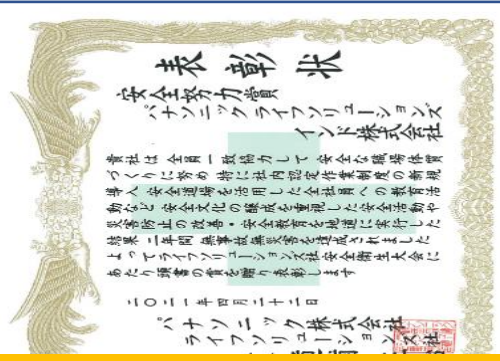 表彰状
安全努力賞
パナソニック ライフソリューションズ
インド株式会社
貴社は全員一致協力して安全な職場体質
づくりに努め特に社内認定作業制度の新規
導入 安全道場を活用した全社員への教育活
動など 安全文化の醸成を重視した安全活動や
災害防止の改善・安全教育を地道に実行した
結果 二年間 無事故無災害を達成されました
よってライフソリューションズ社安全衛生大会に
あたり頭書の賞を贈り表彰します
二〇二一年四月二十二日
パナソニック株式会社
ライフソリューションズ社